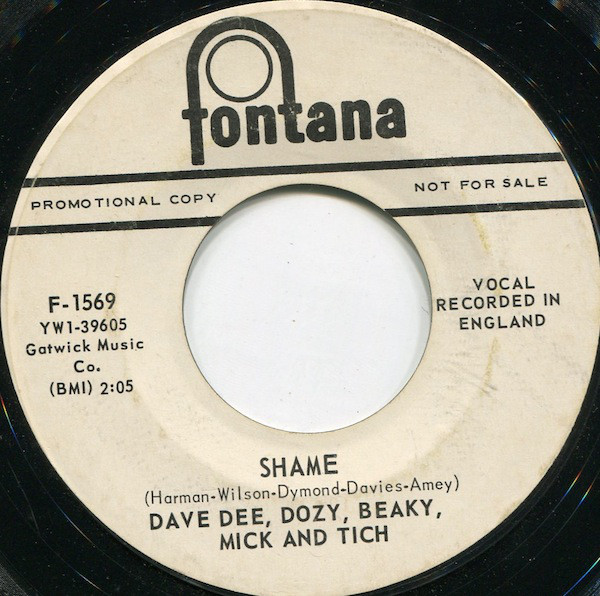 fontana
PROMOTIONAL COPY
NOT FOR SALE
F-1569
YW1-39605
Gatwick Music
Co.
(BMI) 2:05
VOCAL
RECORDED IN
ENGLAND
SHAME
(Harman-Wilson-Dymond-Davies-Amey)
DAVE DEE, DOZY, BEAKY,
MICK AND TICH